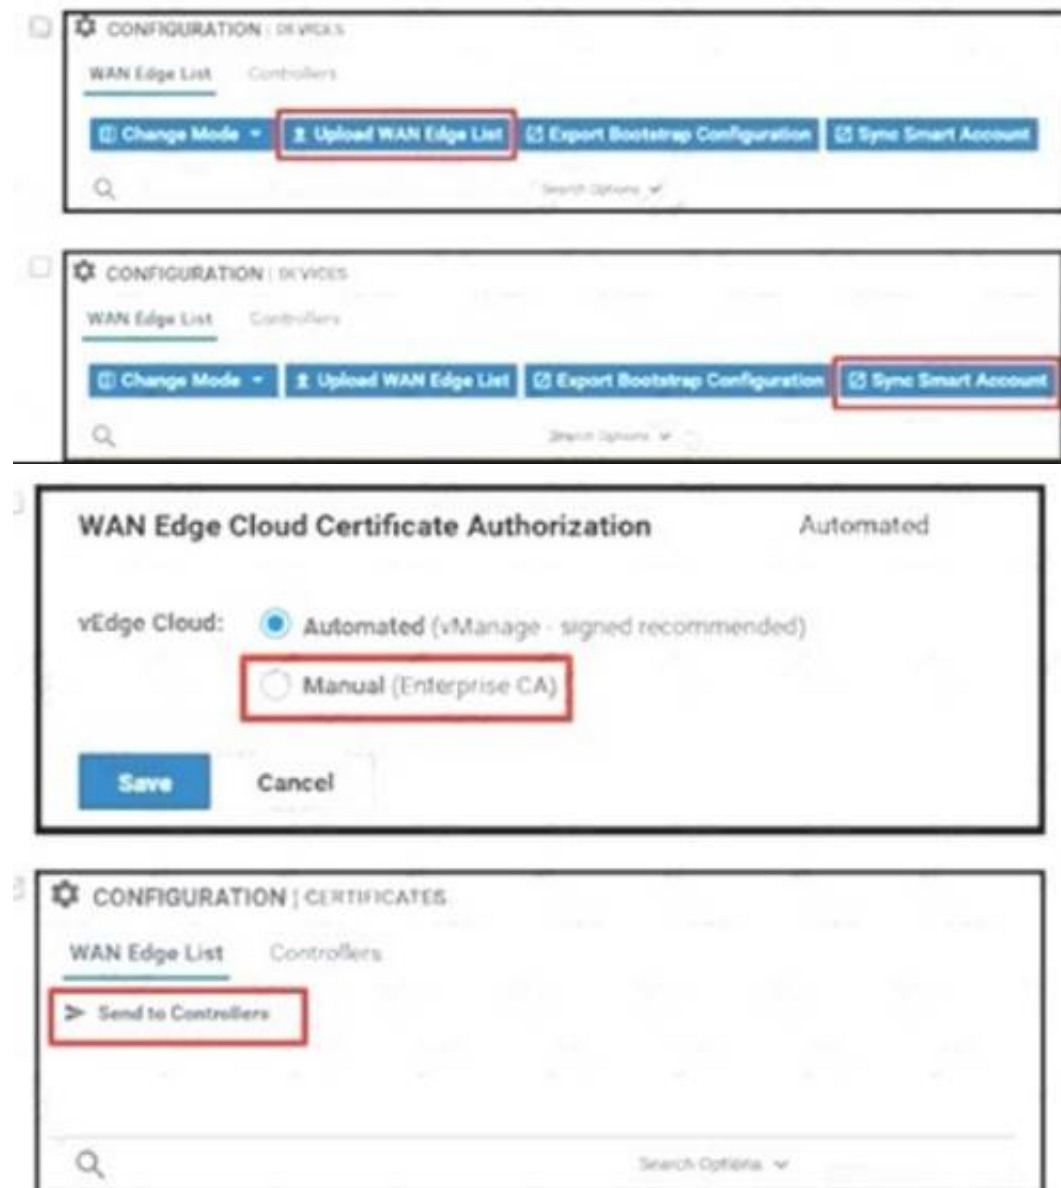 CONFIGURATION | DEVICES
WAN Edge List Controllers
Change Mode Upload WAN Edge List Export Bootstrap Configuration Sync Smart Account
Search Options
CONFIGURATION | DEVICES
WAN Edge List Controllers
Change Mode Upload WAN Edge List Export Bootstrap Configuration Sync Smart Account
Search Options
WAN Edge Cloud Certificate Authorization Automated
vEdge Cloud: Automated (vManage - signed recommended)
Manual (Enterprise CA)
Save Cancel
CONFIGURATION | CERTIFICATES
WAN Edge List Controllers
Send to Controllers
Search Options